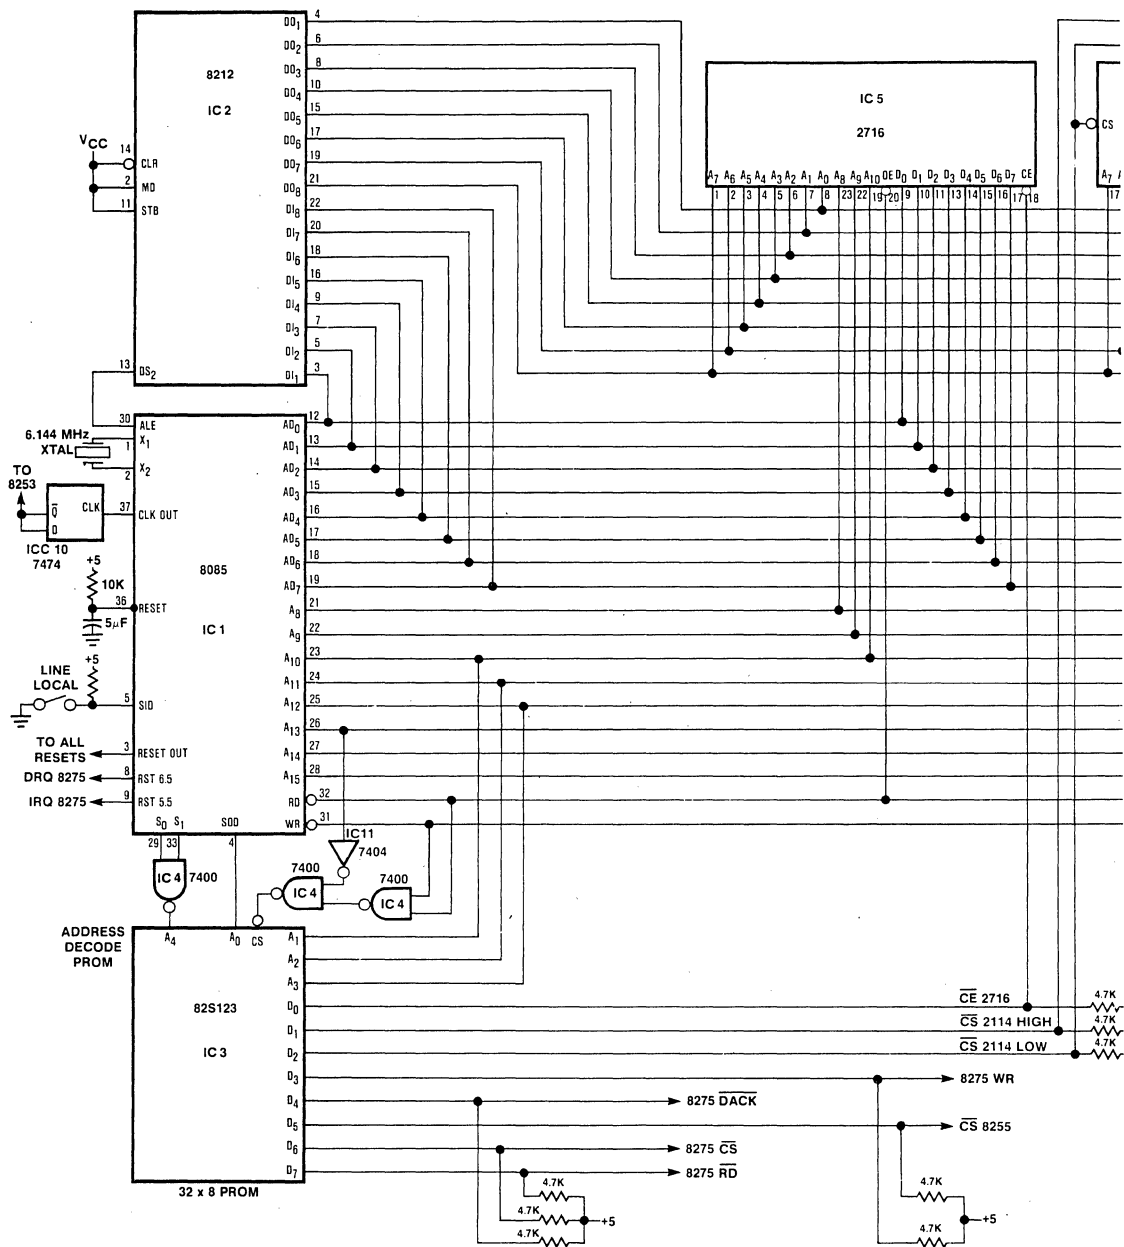 8212
IC 2
VCC
14 CLR
2 MD
11 STB
13 DS2
DO1 4
DO2 6
DO3 8
DO4 10
DO5 15
DO6 17
DO7 19
DO8 21
DI8 22
DI7 20
DI6 18
DI5 16
DI4 9
DI3 7
DI2 5
DI1 3
IC 5
2716
A7 A6 A5 A4 A3 A2 A1 A0 A8 A9 A10 OE D0 D1 D2 D3 D4 D5 D6 D7 CE
1 2 3 4 5 6 7 8 23 22 19 20 9 10 11 13 14 15 16 17 18
CS
A7
17
30 ALE
6.144 MHz
XTAL
1 X1
2 X2
TO
8253
Q̅
D
CLK
37 CLK OUT
ICC 10
7474
+5
10K
36 RESET
5μF
+5
LINE
LOCAL
5 SID
TO ALL
RESETS
3 RESET OUT
DRQ 8275
8 RST 6.5
IRQ 8275
9 RST 5.5
8085
IC 1
AD0 12
AD1 13
AD2 14
AD3 15
AD4 16
AD5 17
AD6 18
AD7 19
A8 21
A9 22
A10 23
A11 24
A12 25
A13 26
A14 27
A15 28
RD 32
WR 31
S0 S1 SOD
29 33 4
IC 4 7400
IC11
7404
7400
IC 4
7400
IC 4
ADDRESS
DECODE
PROM
A4 A0 CS
82S123
IC 3
A1
A2
A3
D0
D1
D2
D3
D4
D5
D6
D7
32 x 8 PROM
C̅E̅ 2716
4.7K
C̅S̅ 2114 HIGH
4.7K
C̅S̅ 2114 LOW
4.7K
8275 WR
8275 D̅A̅C̅K̅
C̅S̅ 8255
8275 C̅S̅
8275 R̅D̅
4.7K
4.7K
4.7K
+5
4.7K
4.7K
+5